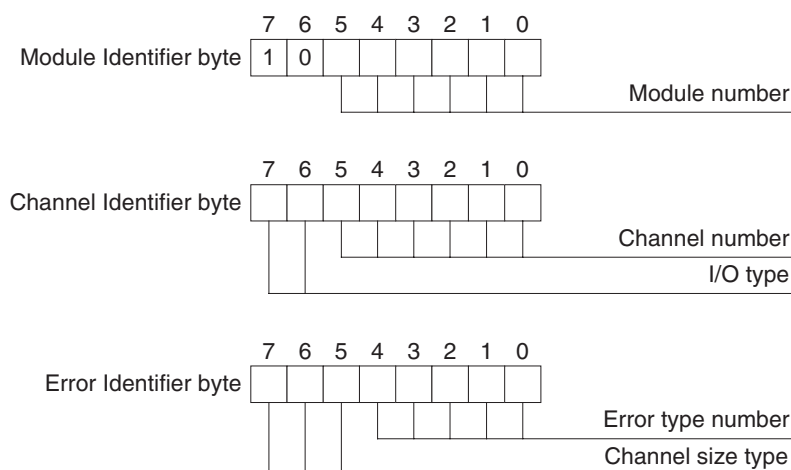 7 6 5 4 3 2 1 0
Module Identifier byte 1 0
Module number
7 6 5 4 3 2 1 0
Channel Identifier byte
Channel number
I/O type
7 6 5 4 3 2 1 0
Error Identifier byte
Error type number
Channel size type